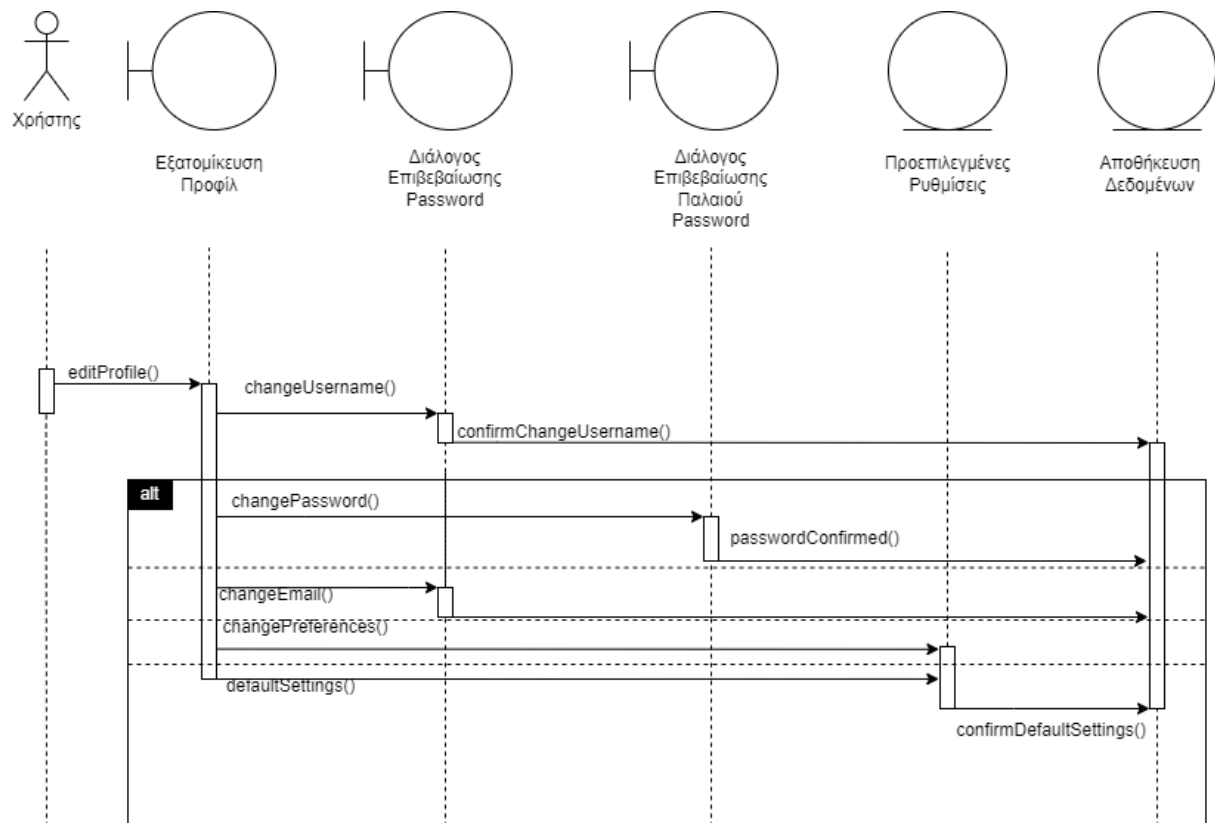 Χρήστης
Εξατομίκευση
Προφίλ
Διάλογος
Επιβεβαίωσης
Password
Διάλογος
Επιβεβαίωσης
Παλαιού
Password
Προεπιλεγμένες
Ρυθμίσεις
Αποθήκευση
Δεδομένων
editProfile()
changeUsername()
confirmChangeUsername()
alt
changePassword()
passwordConfirmed()
changeEmail()
changePreferences()
defaultSettings()
confirmDefaultSettings()